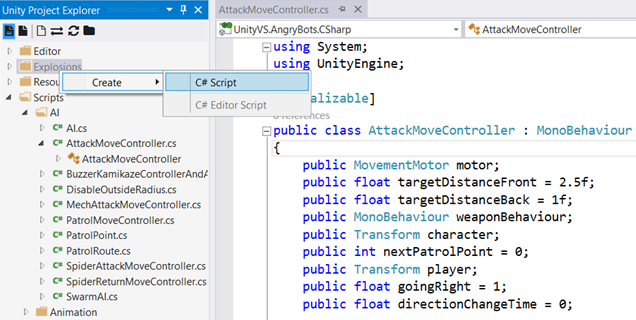 Unity Project Explorer
Editor
Explosions
Create
C# Script
C# Editor Script
Scripts
AI
AI.cs
AttackMoveController.cs
AttackMoveController
BuzzerKamikazeControllerAndA
DisableOutsideRadius.cs
MechAttackMoveController.cs
PatrolMoveController.cs
PatrolPoint.cs
PatrolRoute.cs
SpiderAttackMoveController.cs
SpiderReturnMoveController.cs
SwarmAI.cs
Animation
AttackMoveController.cs
UnityVS.AngryBots.CSharp
AttackMoveController
using System;
using UnityEngine;
alizable]
public class AttackMoveController : MonoBehaviour
{
public MovementMotor motor;
public float targetDistanceFront = 2.5f;
public float targetDistanceBack = 1f;
public MonoBehaviour weaponBehaviour;
public Transform character;
public int nextPatrolPoint = 0;
public Transform player;
public float goingRight = 1;
public float directionChangeTime = 0;